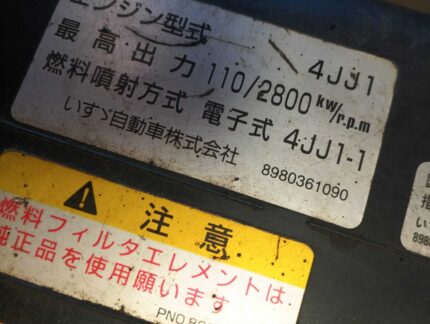 エンジン型式 4JJ1
最高出力 110/2800 kW/r.p.m
燃料噴射方式 電子式 4JJ1-1
いすゞ自動車株式会社 8980361090
注意
燃料フィルタエレメントは
純正品を使用願います
PNO